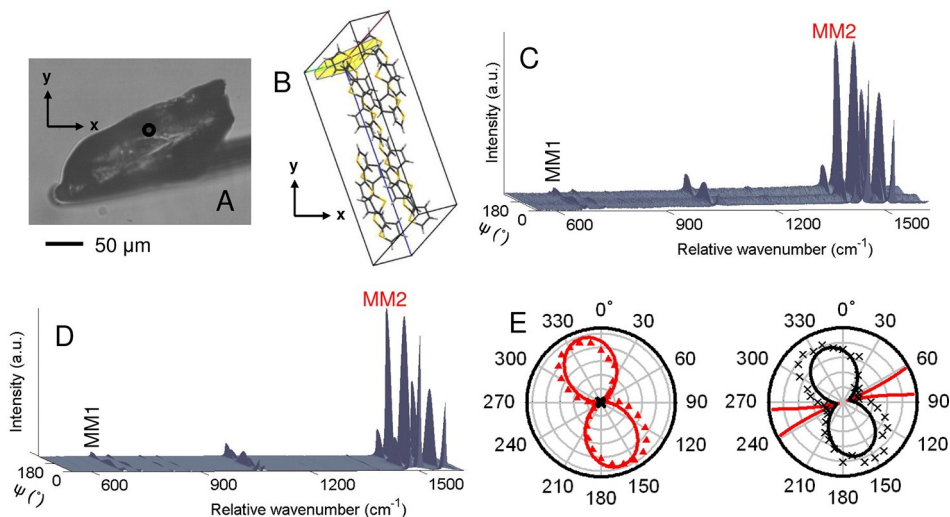 y
x
A
50 µm
B
y
x
C
MM2
Intensity (a.u.)
MM1
180
0
ψ (°)
600
900
1200
1500
Relative wavenumber (cm⁻¹)
D
MM2
Intensity (a.u.)
MM1
180
0
ψ (°)
600
900
1200
1500
Relative wavenumber (cm⁻¹)
E
0°
330 30
300
270
240
210 180 150
120
90
60
0°
330 30
300 60
270 90
240 120
210 180 150